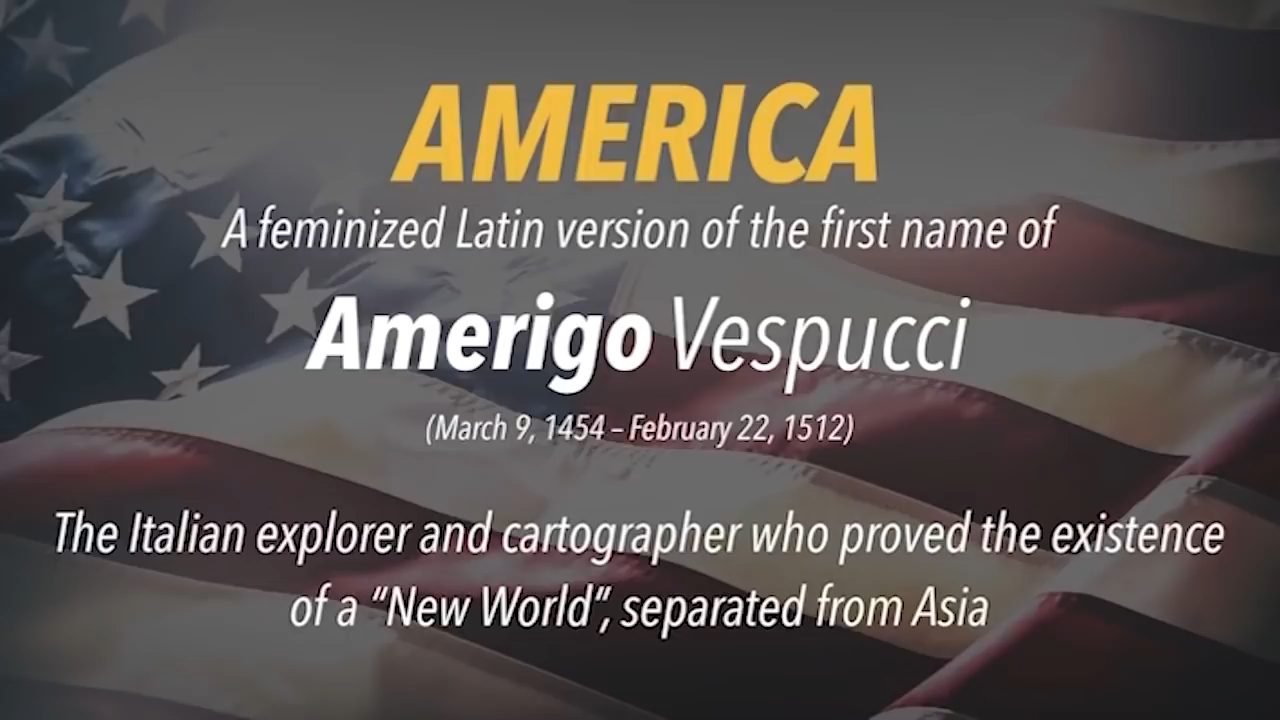 AMERICA
A feminized Latin version of the first name of
Amerigo Vespucci
(March 9, 1454 – February 22, 1512)
The Italian explorer and cartographer who proved the existence
of a “New World“, separated from Asia